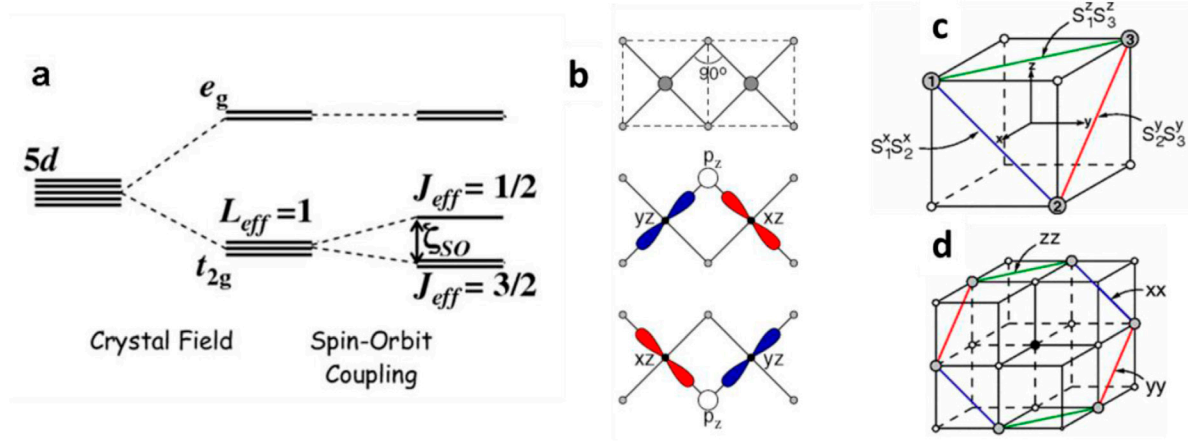 a
5d
e_g
L_eff=1
t_2g
J_eff= 1/2
ζ_SO
J_eff= 3/2
Crystal Field
Spin-Orbit
Coupling
b
90°
p_z
yz
xz
xz
yz
p_z
c
S_1^z S_3^z
3
1
z
y
x
S_2^y S_3^y
S_1^x S_2^x
2
d
zz
xx
yy